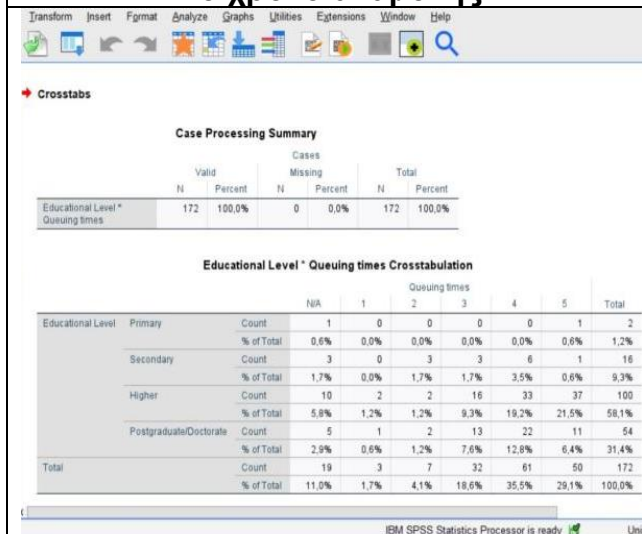 Transform Insert Format Analyze Graphs Utilities Extensions Window Help
Crosstabs
Case Processing Summary
Cases
Valid Missing Total
N Percent N Percent N Percent
Educational Level * Queuing times 172 100,0% 0 0,0% 172 100,0%
Educational Level * Queuing times Crosstabulation
Queuing times
N/A 1 2 3 4 5 Total
Educational Level Primary Count 1 0 0 0 0 1 2
% of Total 0,6% 0,0% 0,0% 0,0% 0,0% 0,6% 1,2%
Secondary Count 3 0 3 3 6 1 16
% of Total 1,7% 0,0% 1,7% 1,7% 3,5% 0,6% 9,3%
Higher Count 10 2 2 16 33 37 100
% of Total 5,8% 1,2% 1,2% 9,3% 19,2% 21,5% 58,1%
Postgraduate/Doctorate Count 5 1 2 13 22 11 54
% of Total 2,9% 0,6% 1,2% 7,6% 12,8% 6,4% 31,4%
Total Count 19 3 7 32 61 50 172
% of Total 11,0% 1,7% 4,1% 18,6% 35,5% 29,1% 100,0%
IBM SPSS Statistics Processor is ready Uni